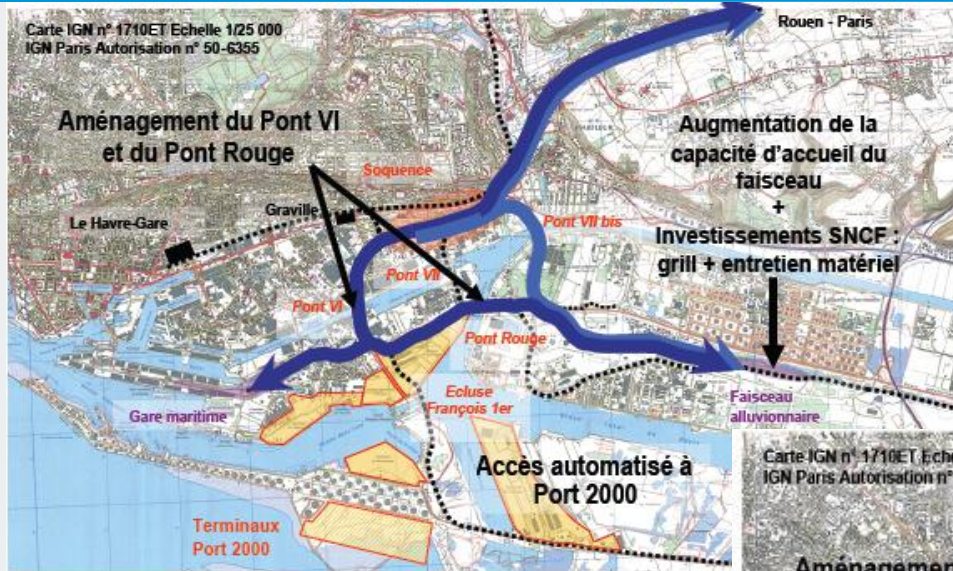 Carte IGN n° 1710ET Echelle 1/25 000
IGN Paris Autorisation n° 50-6355
Rouen - Paris
Aménagement du Pont VI
et du Pont Rouge
Augmentation de la
capacité d'accueil du
faisceau
+
Investissements SNCF :
grill + entretien matériel
Soquence
Le Havre-Gare
Graville
Pont VII bis
Pont VII
Pont VI
Pont Rouge
Gare maritime
Ecluse
François 1er
Faisceau
alluvionnaire
Accès automatisé à
Port 2000
Terminaux
Port 2000
Carte IGN n° 1710ET Eche
IGN Paris Autorisation n°
Aménagemen